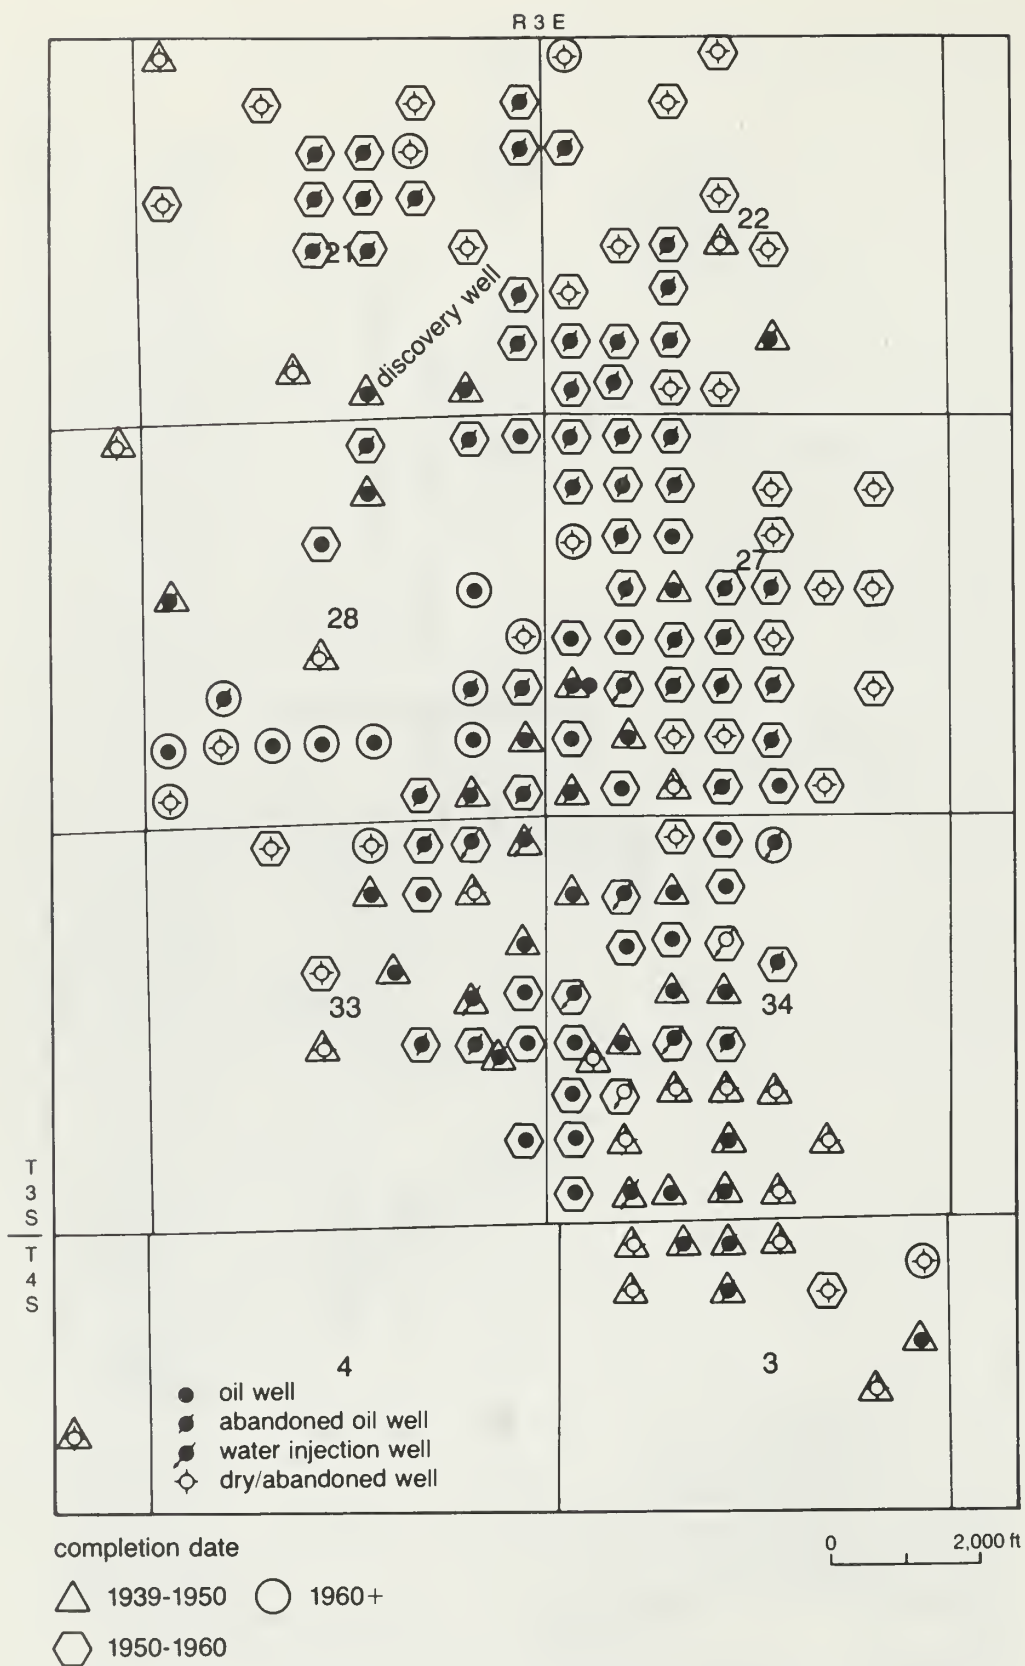 R 3 E
22
21
discovery well
27
28
33
34
T
3
S
T
4
S
4
3
oil well
abandoned oil well
water injection well
dry/abandoned well
completion date
0 2,000 ft
1939-1950 1960+
1950-1960